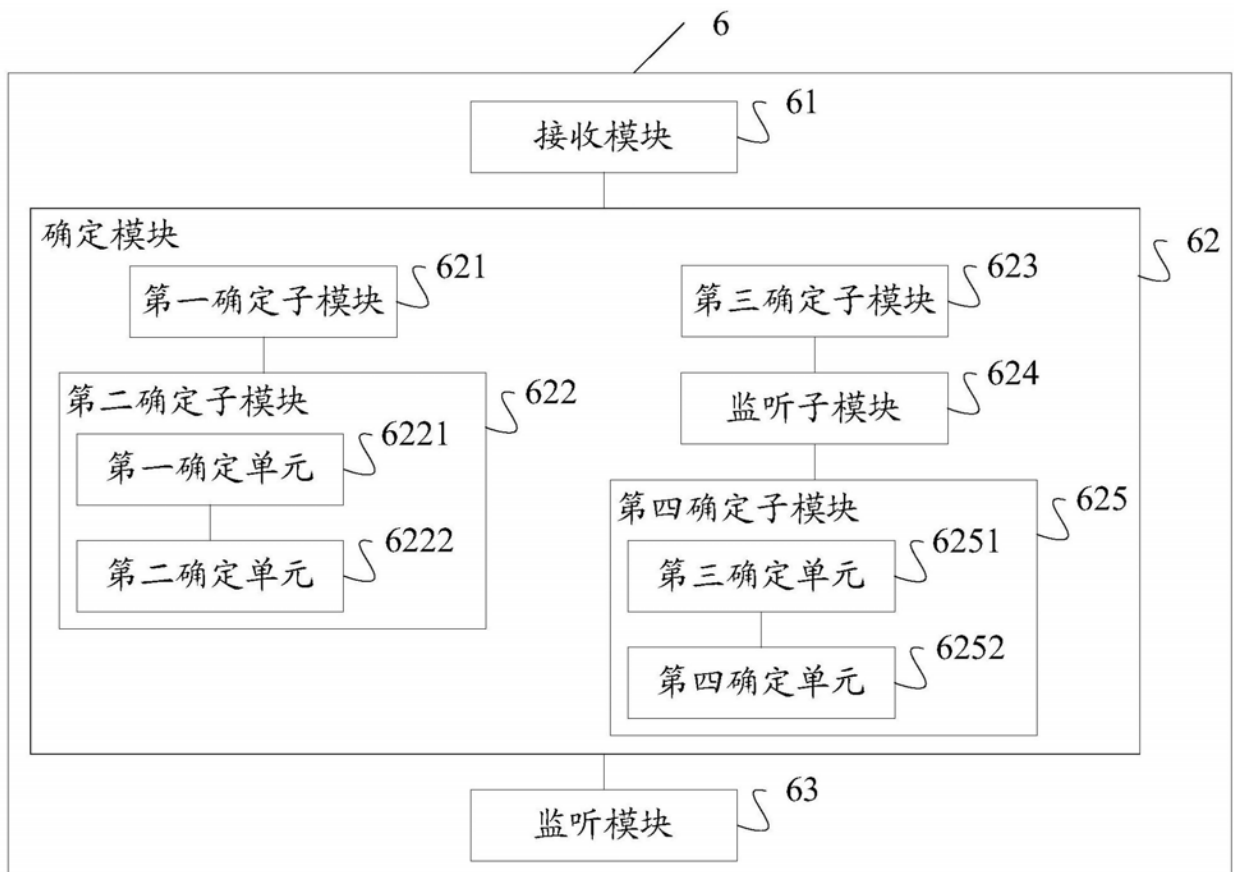 6
接收模块
61
确定模块
62
第一确定子模块
621
第二确定子模块
622
第一确定单元
6221
第二确定单元
6222
第三确定子模块
623
监听子模块
624
第四确定子模块
625
第三确定单元
6251
第四确定单元
6252
监听模块
63